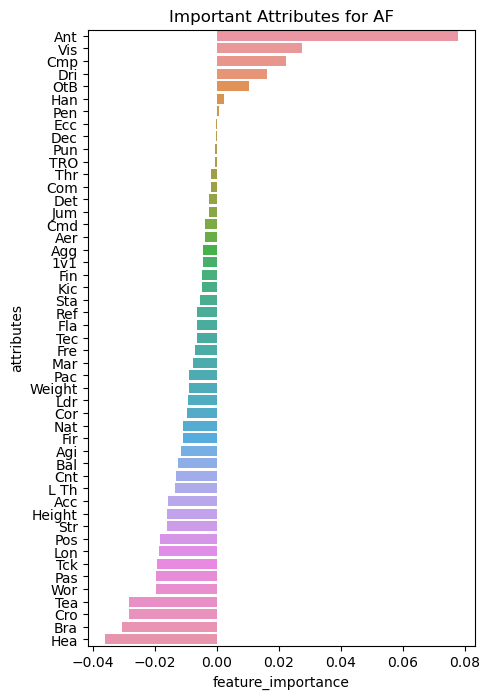 Important Attributes for AF
Ant
Vis
Cmp
Dri
OtB
Han
Pen
Ecc
Dec
Pun
TRO
Thr
Com
Det
Jum
Cmd
Aer
Agg
1v1
Fin
Kic
Sta
Ref
Fla
Tec
Fre
Mar
Pac
Weight
Ldr
Cor
Nat
Fir
Agi
Bal
Cnt
L Th
Acc
Height
Str
Pos
Lon
Tck
Pas
Wor
Tea
Cro
Bra
Hea
attributes
−0.04 −0.02 0.00 0.02 0.04 0.06 0.08
feature_importance